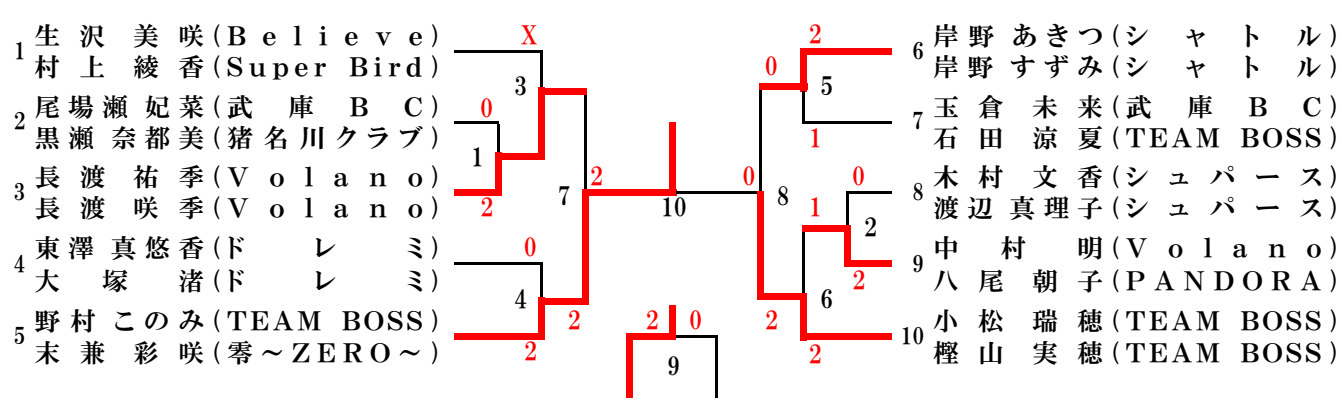 1 生沢 美咲(Believe)
村上綾香(Super Bird)
2 尾場瀬妃菜(武庫BC)
黒瀬奈都美(猪名川クラブ)
3 長渡祐季(Volano)
長渡咲季(Volano)
4 東澤真悠香(ドレミ)
大塚渚(ドレミ)
5 野村このみ(TEAM BOSS)
末兼彩咲(零～ZERO～)
X
3
0
1
2
7
0
4
2
2
2
10
0
2 0
9
8
2
0
5
1
0
1
2
2
6
2
2
6 岸野あきつ(シャトル)
岸野すずみ(シャトル)
7 玉倉未来(武庫BC)
石田涼夏(TEAM BOSS)
8 木村文香(シュパース)
渡辺真理子(シュパース)
9 中村明(Volano)
八尾朝子(PANDORA)
10 小松瑞穂(TEAM BOSS)
樫山実穂(TEAM BOSS)